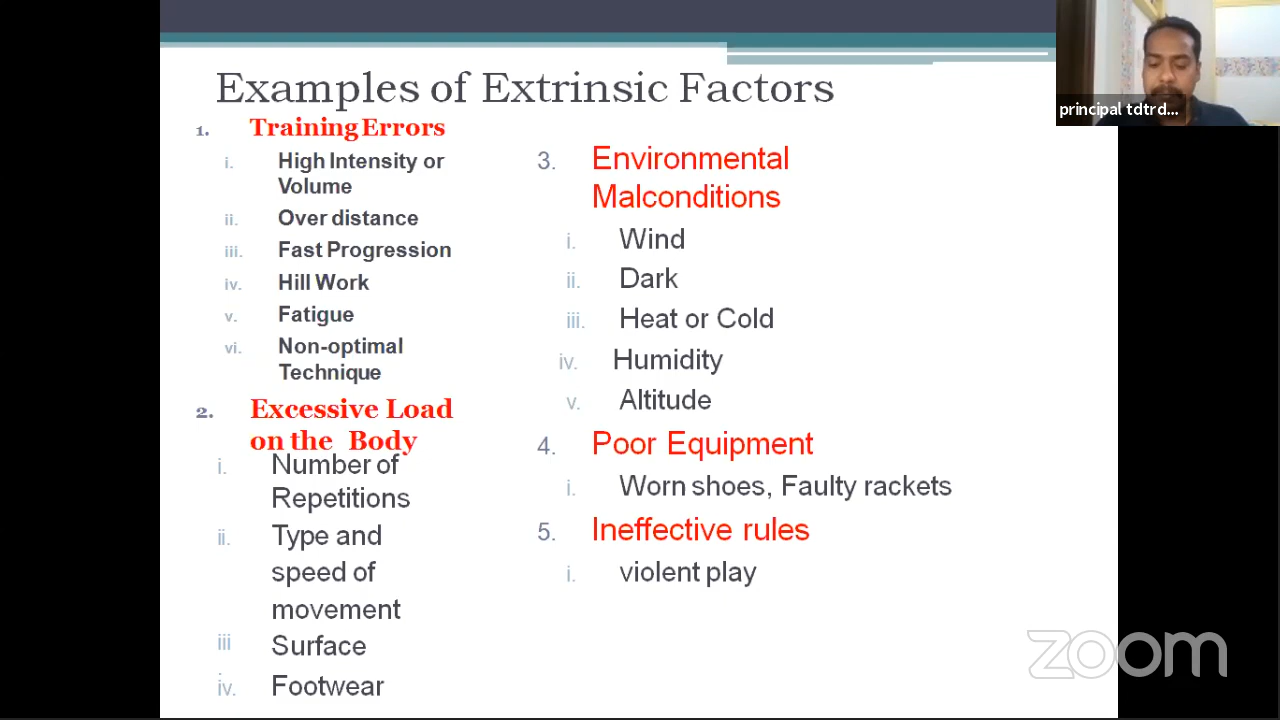 Examples of Extrinsic Factors
1. Training Errors
i. High Intensity or
Volume
ii. Over distance
iii. Fast Progression
iv. Hill Work
v. Fatigue
vi. Non-optimal
Technique
2. Excessive Load
on the Body
i. Number of
Repetitions
ii. Type and
speed of
movement
iii. Surface
iv. Footwear
3. Environmental
Malconditions
i. Wind
ii. Dark
iii. Heat or Cold
iv. Humidity
v. Altitude
4. Poor Equipment
i. Worn shoes, Faulty rackets
5. Ineffective rules
i. violent play
principal tdtrd...
zoom